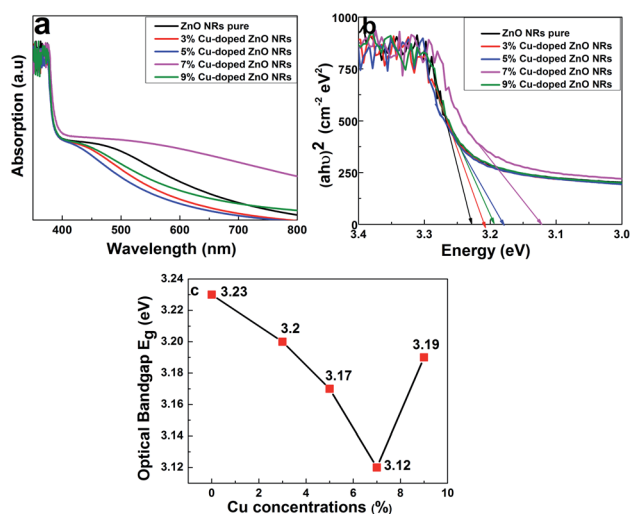 a
ZnO NRs pure
3% Cu-doped ZnO NRs
5% Cu-doped ZnO NRs
7% Cu-doped ZnO NRs
9% Cu-doped ZnO NRs
Absorption (a.u)
400 500 600 700 800
Wavelength (nm)
b
ZnO NRs pure
3% Cu-doped ZnO NRs
5% Cu-doped ZnO NRs
7% Cu-doped ZnO NRs
9% Cu-doped ZnO NRs
(ahυ)² (cm⁻² eV²)
900
750
500
250
0
3.4 3.3 3.2 3.1 3.0
Energy (eV)
c
3.23
3.2
3.17
3.12
3.19
Optical Bandgap Eg (eV)
3.24
3.22
3.20
3.18
3.16
3.14
3.12
0 2 4 6 8 10
Cu concentrations (%)